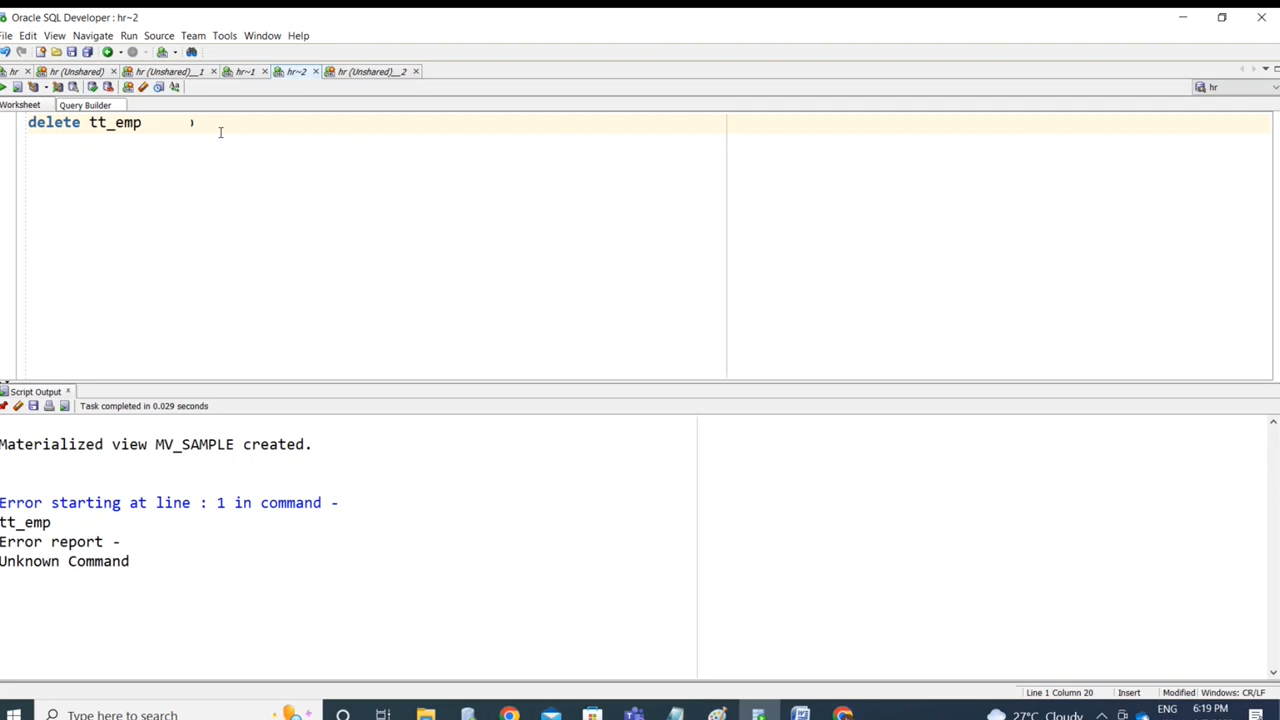 Oracle SQL Developer : hr~2
File Edit View Navigate Run Source Team Tools Window Help
hr hr (Unshared) hr (Unshared)__1 hr~1 hr~2 hr (Unshared)__2
hr
Worksheet Query Builder
delete tt_emp
Script Output
Task completed in 0.029 seconds
Materialized view MV_SAMPLE created.
Error starting at line : 1 in command -
tt_emp
Error report -
Unknown Command
Line 1 Column 20 Insert Modified Windows: CR/LF
Type here to search 27°C Cloudy ENG 6:19 PM